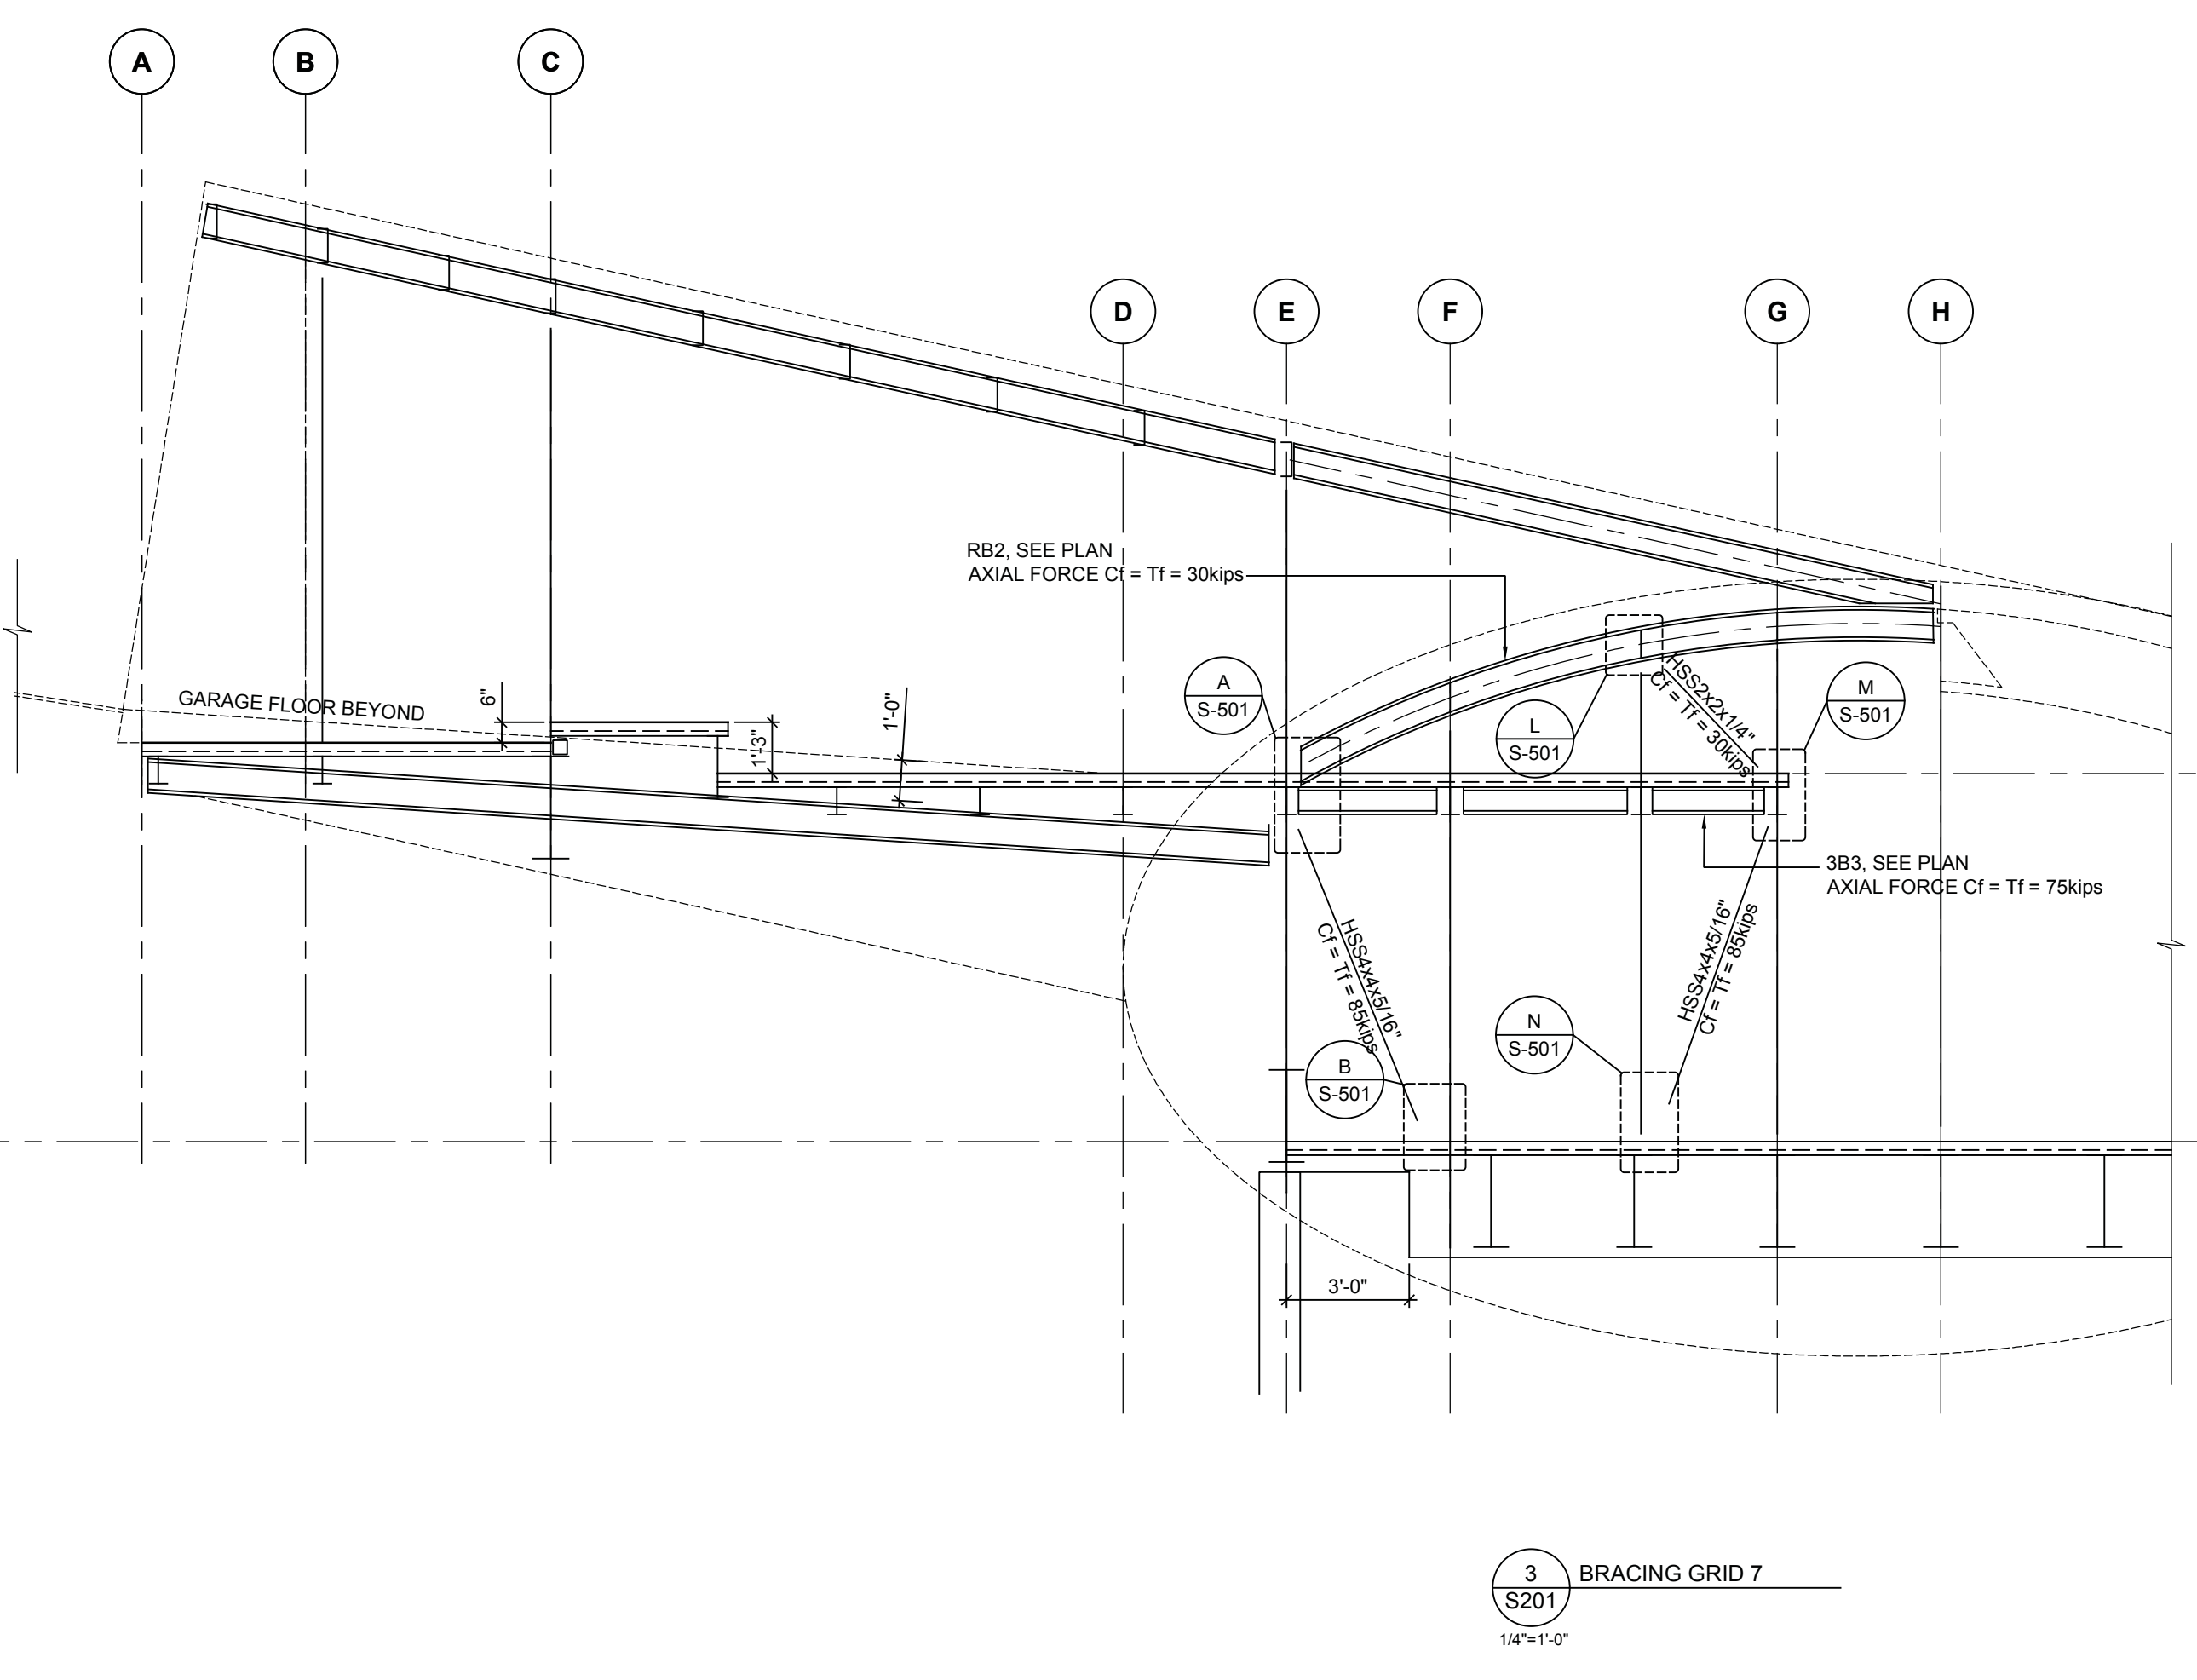 A
B
C
D
E
F
G
H
RB2, SEE PLAN
AXIAL FORCE Cf = Tf = 30kips
A
S-501
L
S-501
HSS2x2x1/4"
Cf = Tf = 30kips
M
S-501
GARAGE FLOOR BEYOND
6"
1'-3"
1'-0"
3B3, SEE PLAN
AXIAL FORCE Cf = Tf = 75kips
HSS4x4x5/16"
Cf = Tf = 85kips
HSS4x4x5/16"
Cf = Tf = 85kips
B
S-501
N
S-501
3'-0"
3
S201
BRACING GRID 7
1/4"=1'-0"